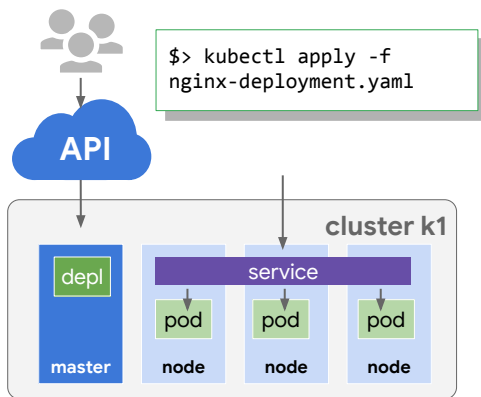 $> kubectl apply -f
nginx-deployment.yaml
API
cluster k1
depl
service
pod
pod
pod
master
node
node
node